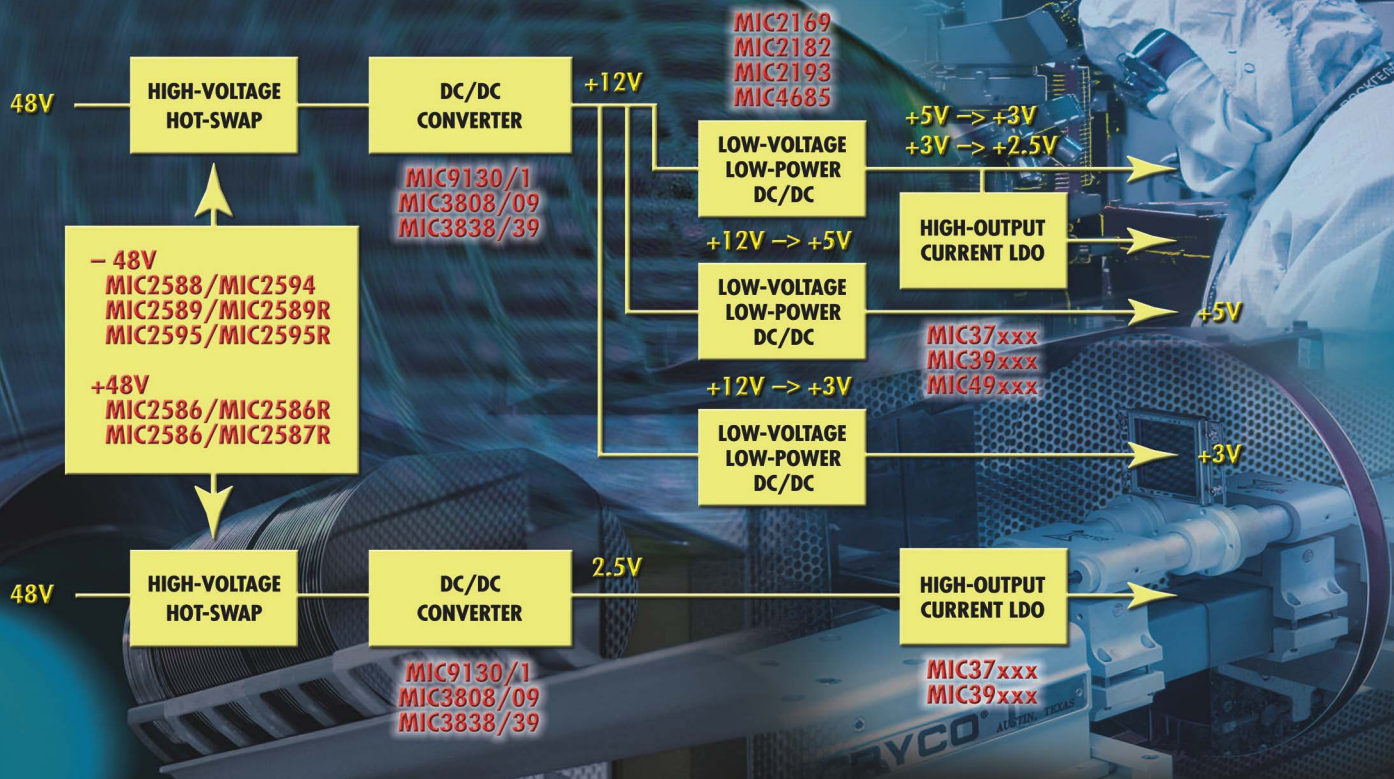 MIC2169
MIC2182
MIC2193
MIC4685
48V
HIGH-VOLTAGE
HOT-SWAP
DC/DC
CONVERTER
+12V
MIC9130/1
MIC3808/09
MIC3838/39
LOW-VOLTAGE
LOW-POWER
DC/DC
+5V –> +3V
+3V –> +2.5V
HIGH-OUTPUT
CURRENT LDO
– 48V
MIC2588/MIC2594
MIC2589/MIC2589R
MIC2595/MIC2595R
+48V
MIC2586/MIC2586R
MIC2586/MIC2587R
+12V –> +5V
LOW-VOLTAGE
LOW-POWER
DC/DC
+5V
MIC37xxx
MIC39xxx
MIC49xxx
+12V –> +3V
LOW-VOLTAGE
LOW-POWER
DC/DC
+3V
48V
HIGH-VOLTAGE
HOT-SWAP
DC/DC
CONVERTER
2.5V
MIC9130/1
MIC3808/09
MIC3838/39
HIGH-OUTPUT
CURRENT LDO
MIC37xxx
MIC39xxx
RYCO
AUSTIN, TEXAS